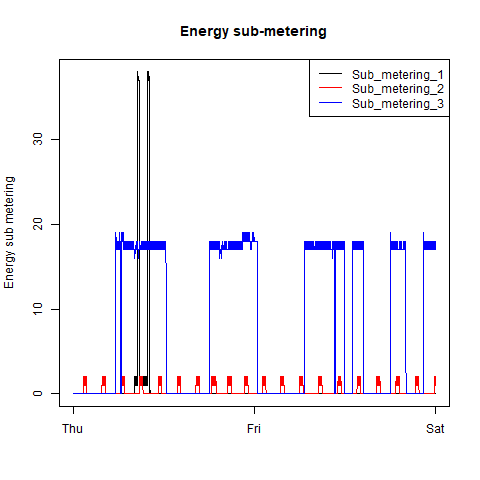 Energy sub-metering
Sub_metering_1
Sub_metering_2
Sub_metering_3
Energy sub metering
30
20
10
0
Thu
Fri
Sat